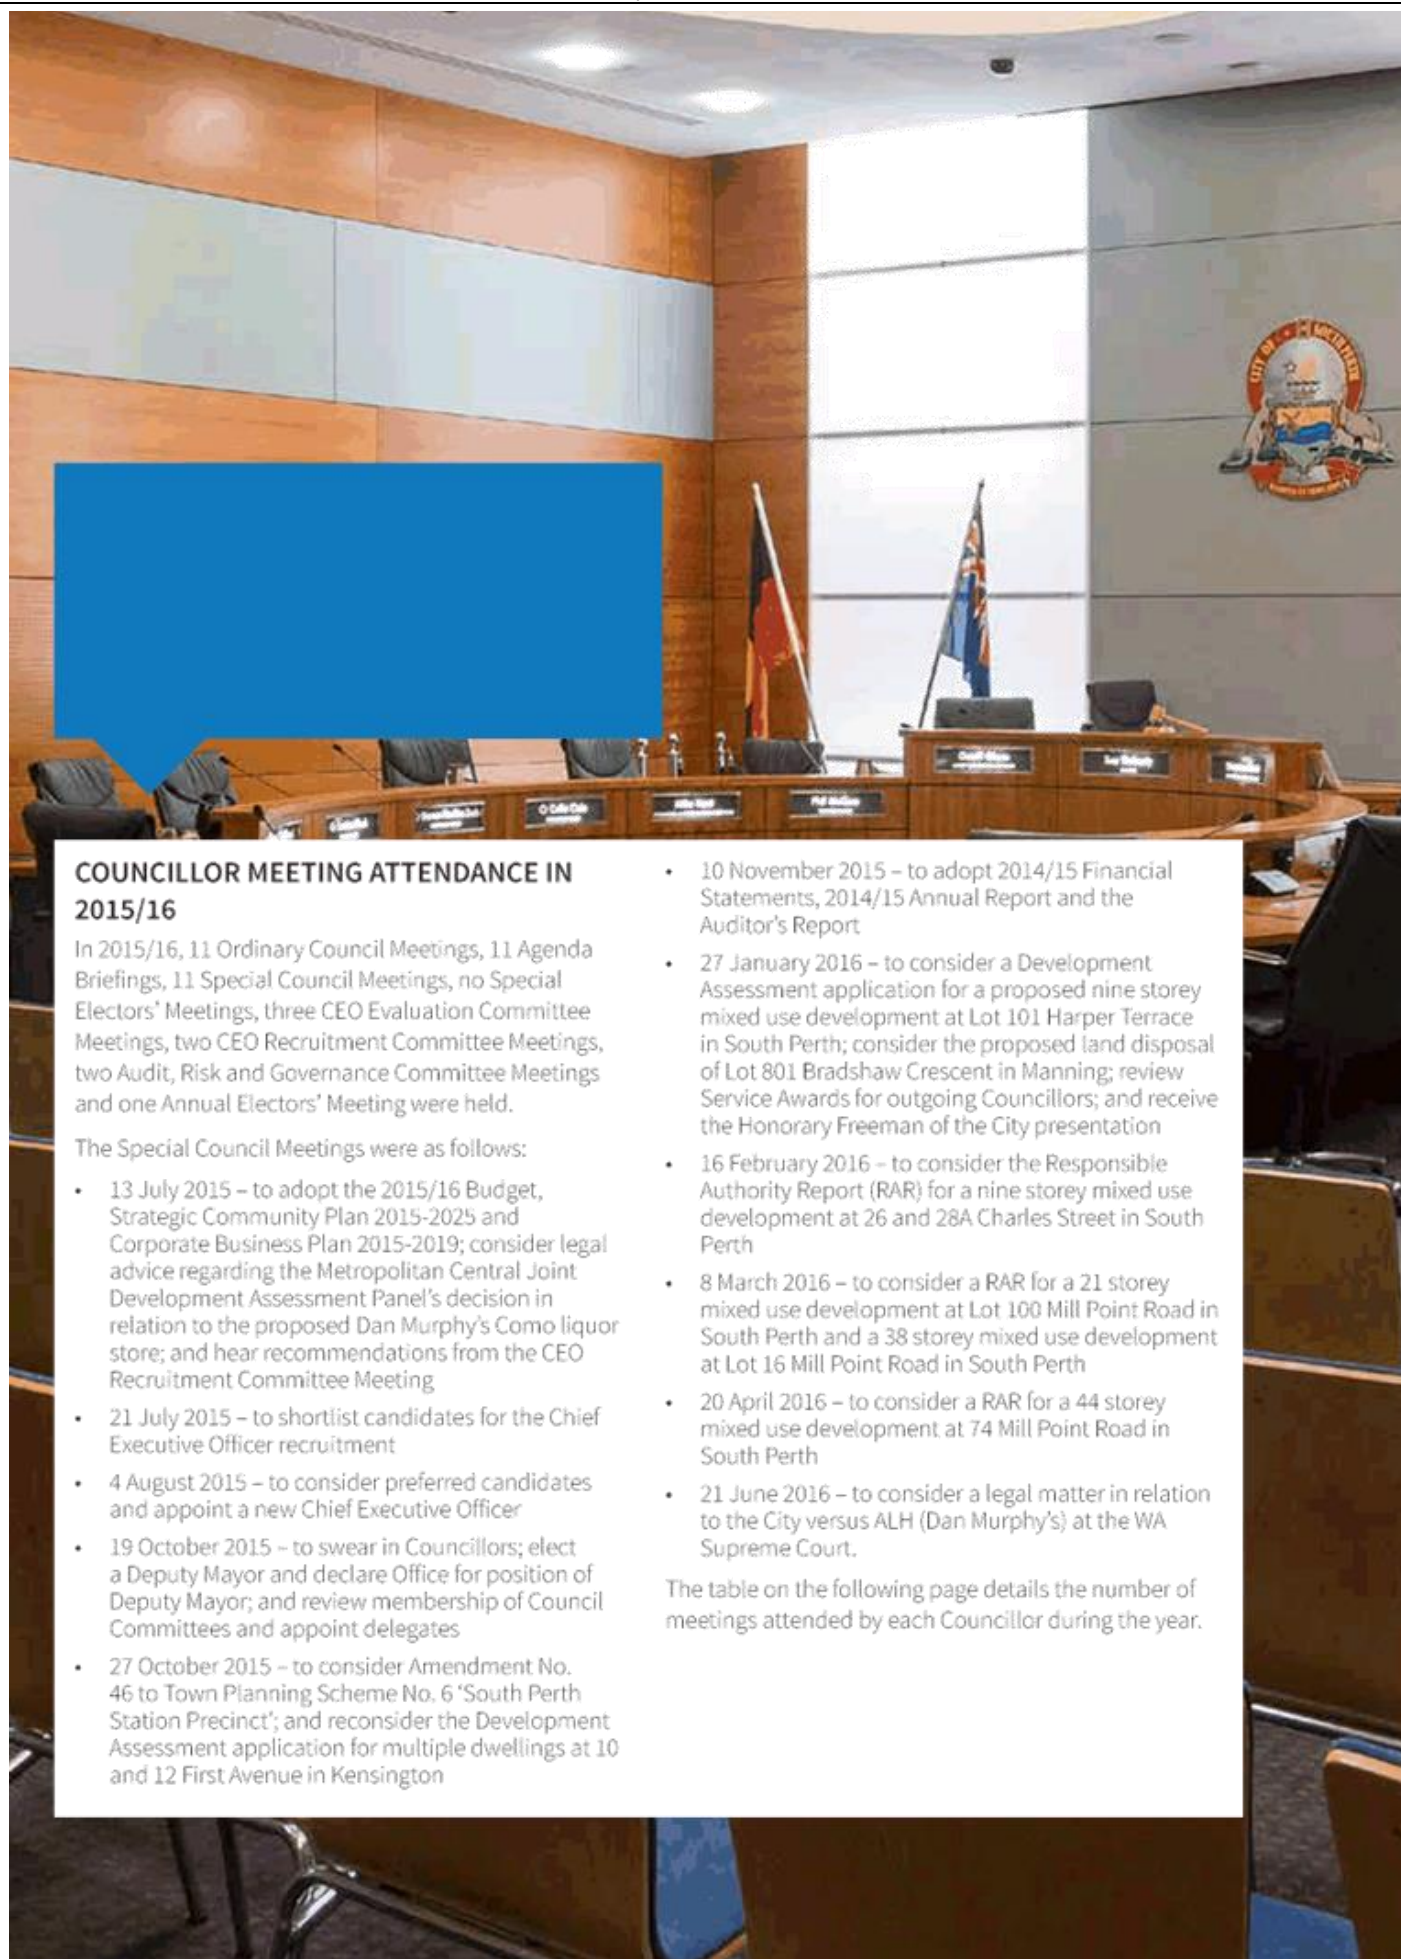 CITY OF SOUTH PERTH
COUNCILLOR MEETING ATTENDANCE IN
2015/16
In 2015/16, 11 Ordinary Council Meetings, 11 Agenda
Briefings, 11 Special Council Meetings, no Special
Electors' Meetings, three CEO Evaluation Committee
Meetings, two CEO Recruitment Committee Meetings,
two Audit, Risk and Governance Committee Meetings
and one Annual Electors' Meeting were held.
The Special Council Meetings were as follows:
• 13 July 2015 – to adopt the 2015/16 Budget,
Strategic Community Plan 2015-2025 and
Corporate Business Plan 2015-2019; consider legal
advice regarding the Metropolitan Central Joint
Development Assessment Panel's decision in
relation to the proposed Dan Murphy's Como liquor
store; and hear recommendations from the CEO
Recruitment Committee Meeting
• 21 July 2015 – to shortlist candidates for the Chief
Executive Officer recruitment
• 4 August 2015 – to consider preferred candidates
and appoint a new Chief Executive Officer
• 19 October 2015 – to swear in Councillors; elect
a Deputy Mayor and declare Office for position of
Deputy Mayor; and review membership of Council
Committees and appoint delegates
• 27 October 2015 – to consider Amendment No.
46 to Town Planning Scheme No. 6 'South Perth
Station Precinct'; and reconsider the Development
Assessment application for multiple dwellings at 10
and 12 First Avenue in Kensington
• 10 November 2015 – to adopt 2014/15 Financial
Statements, 2014/15 Annual Report and the
Auditor's Report
• 27 January 2016 – to consider a Development
Assessment application for a proposed nine storey
mixed use development at Lot 101 Harper Terrace
in South Perth; consider the proposed land disposal
of Lot 801 Bradshaw Crescent in Manning; review
Service Awards for outgoing Councillors; and receive
the Honorary Freeman of the City presentation
• 16 February 2016 – to consider the Responsible
Authority Report (RAR) for a nine storey mixed use
development at 26 and 28A Charles Street in South
Perth
• 8 March 2016 – to consider a RAR for a 21 storey
mixed use development at Lot 100 Mill Point Road in
South Perth and a 38 storey mixed use development
at Lot 16 Mill Point Road in South Perth
• 20 April 2016 – to consider a RAR for a 44 storey
mixed use development at 74 Mill Point Road in
South Perth
• 21 June 2016 – to consider a legal matter in relation
to the City versus ALH (Dan Murphy's) at the WA
Supreme Court.
The table on the following page details the number of
meetings attended by each Councillor during the year.